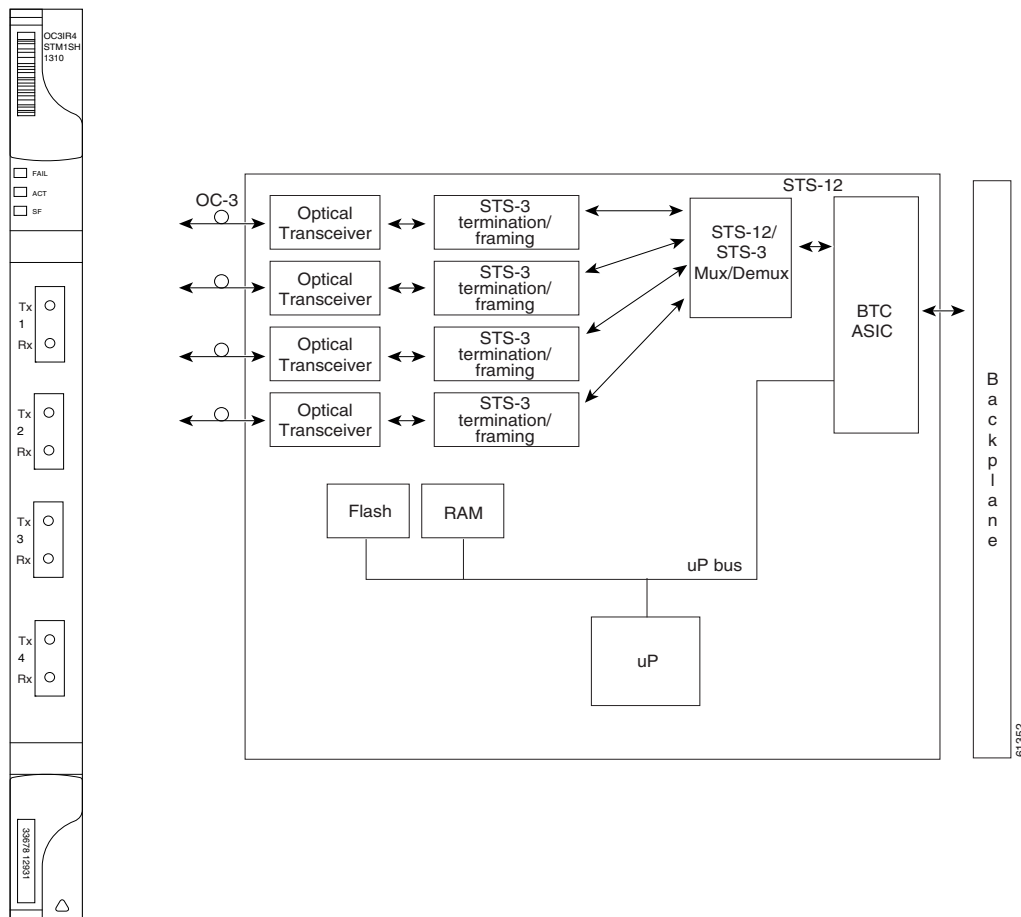 OC3IR4
STM1SH
1310
FAIL
ACT
SF
Tx
1
Rx
Tx
2
Rx
Tx
3
Rx
Tx
4
Rx
33678 12931
OC-3
Optical
Transceiver
STS-3
termination/
framing
Optical
Transceiver
STS-3
termination/
framing
Optical
Transceiver
STS-3
termination/
framing
Optical
Transceiver
STS-3
termination/
framing
STS-12/
STS-3
Mux/Demux
STS-12
BTC
ASIC
Flash
RAM
uP bus
uP
Backplane
61352